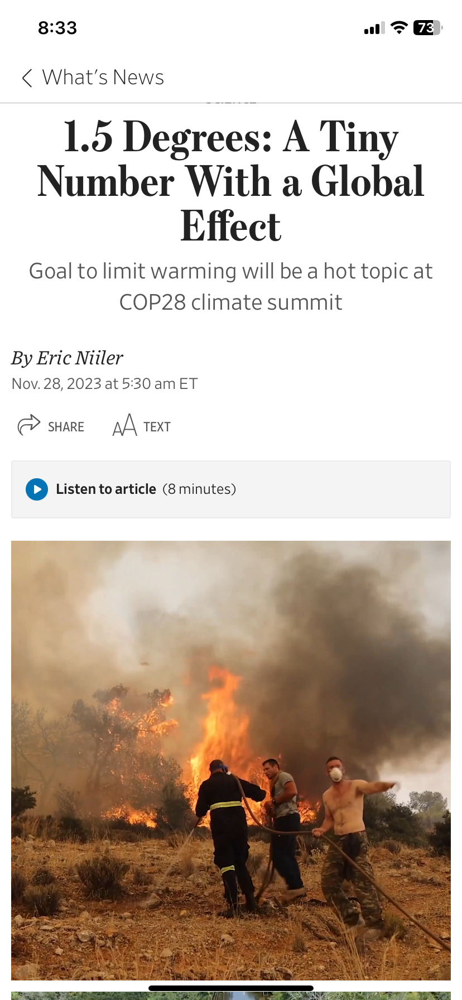 8:33
73
What's News
1.5 Degrees: A Tiny
Number With a Global
Effect
Goal to limit warming will be a hot topic at
COP28 climate summit
By Eric Niiler
Nov. 28, 2023 at 5:30 am ET
SHARE AA TEXT
Listen to article (8 minutes)